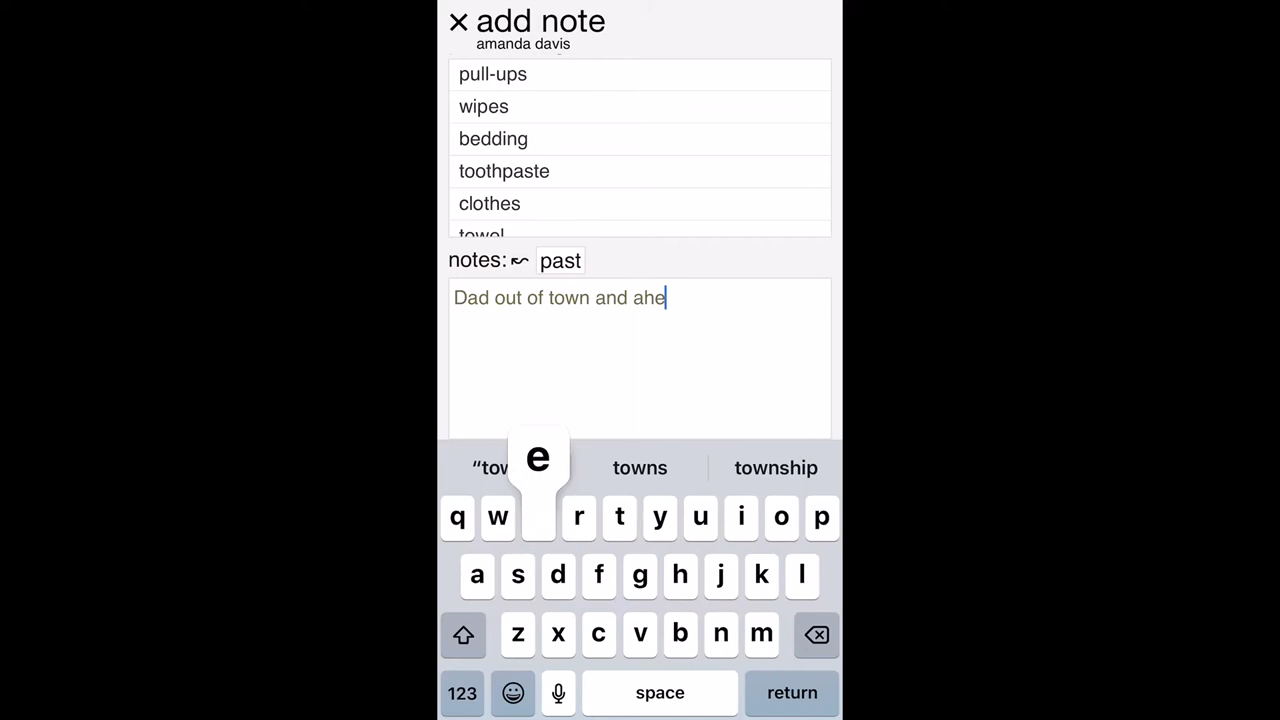 × add note
amanda davis
pull-ups
wipes
bedding
toothpaste
clothes
towel
notes: past
Dad out of town and ahe
e
towns township
q w r t y u i o p
a s d f g h j k l
z x c v b n m
123 space return